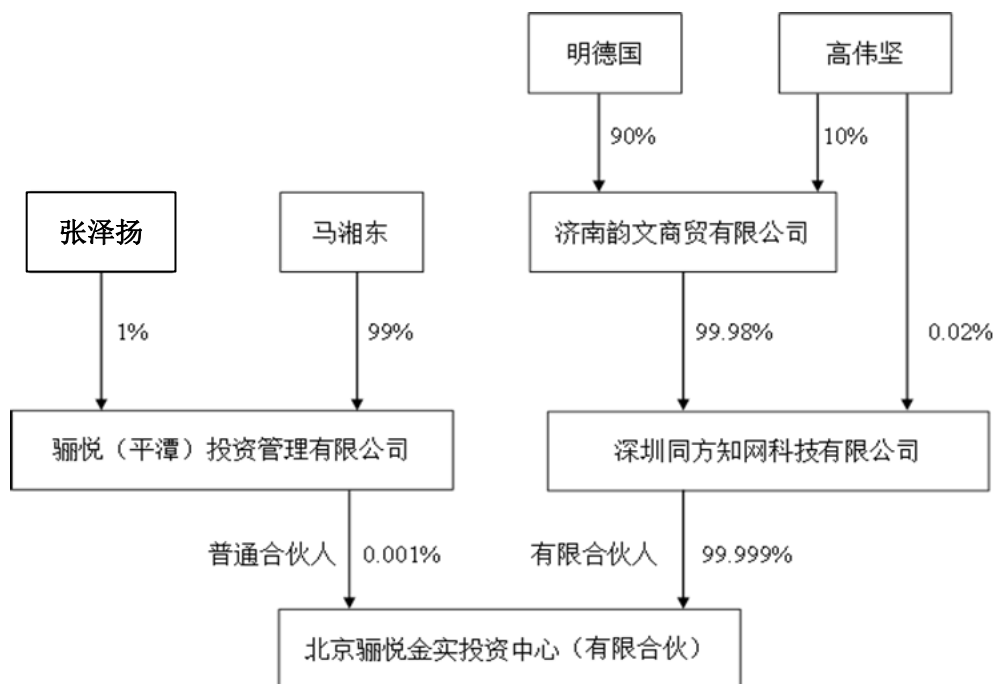 明德国
高伟坚
90%
10%
张泽扬
马湘东
济南韵文商贸有限公司
1%
99%
99.98%
0.02%
骊悦（平潭）投资管理有限公司
深圳同方知网科技有限公司
普通合伙人
0.001%
有限合伙人
99.999%
北京骊悦金实投资中心（有限合伙）